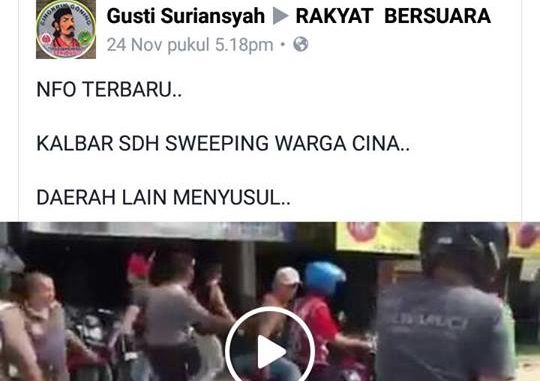 Gusti Suriansyah ▶ RAKYAT BERSUARA
24 Nov pukul 5.18pm •
NFO TERBARU..
KALBAR SDH SWEEPING WARGA CINA..
DAERAH LAIN MENYUSUL..